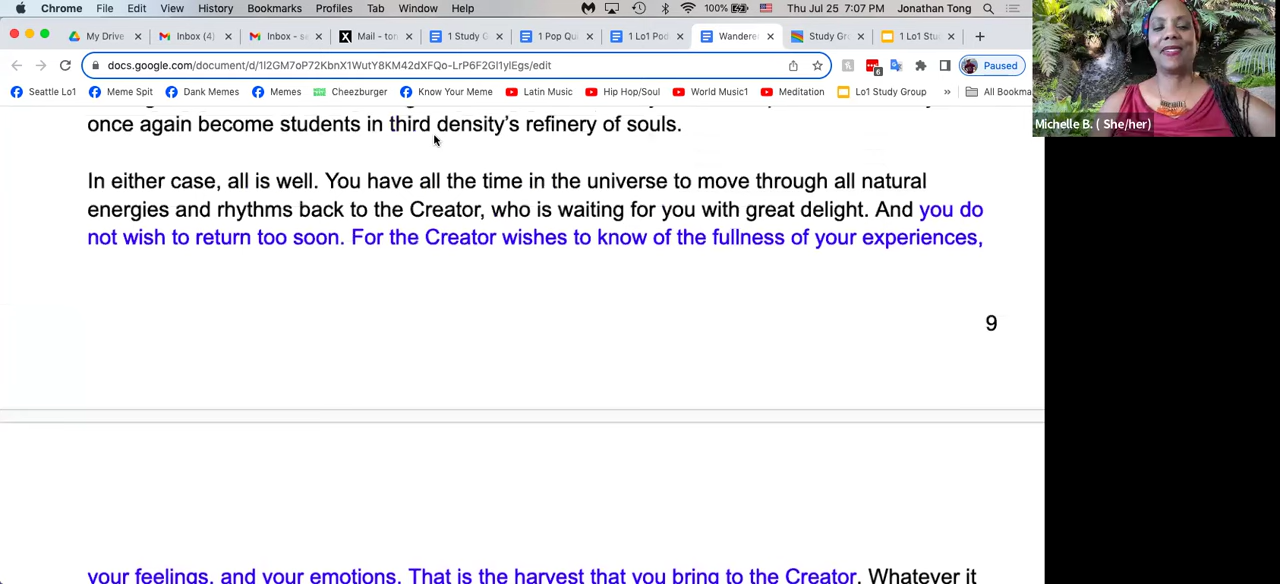 Chrome File Edit View History Bookmarks Profiles Tab Window Help 100% Thu Jul 25 7:07 PM Jonathan Tong
My Drive Inbox (4) Inbox - se Mail - ton 1 Study G 1 Pop Qui 1 Lo1 Pod Wandere Study Gro 1 Lo1 Stu
docs.google.com/document/d/1l2GM7oP72KbnX1WutY8KM42dXFQo-LrP6F2Gl1ylEgs/edit 6 Paused
Seattle Lo1 Meme Spit Dank Memes Memes Cheezburger Know Your Meme Latin Music Hip Hop/Soul World Music1 Meditation Lo1 Study Group » All Bookma
once again become students in third density's refinery of souls.
Michelle B. ( She/her)
In either case, all is well. You have all the time in the universe to move through all natural
energies and rhythms back to the Creator, who is waiting for you with great delight. And you do
not wish to return too soon. For the Creator wishes to know of the fullness of your experiences,
9
your feelings, and your emotions. That is the harvest that you bring to the Creator. Whatever it